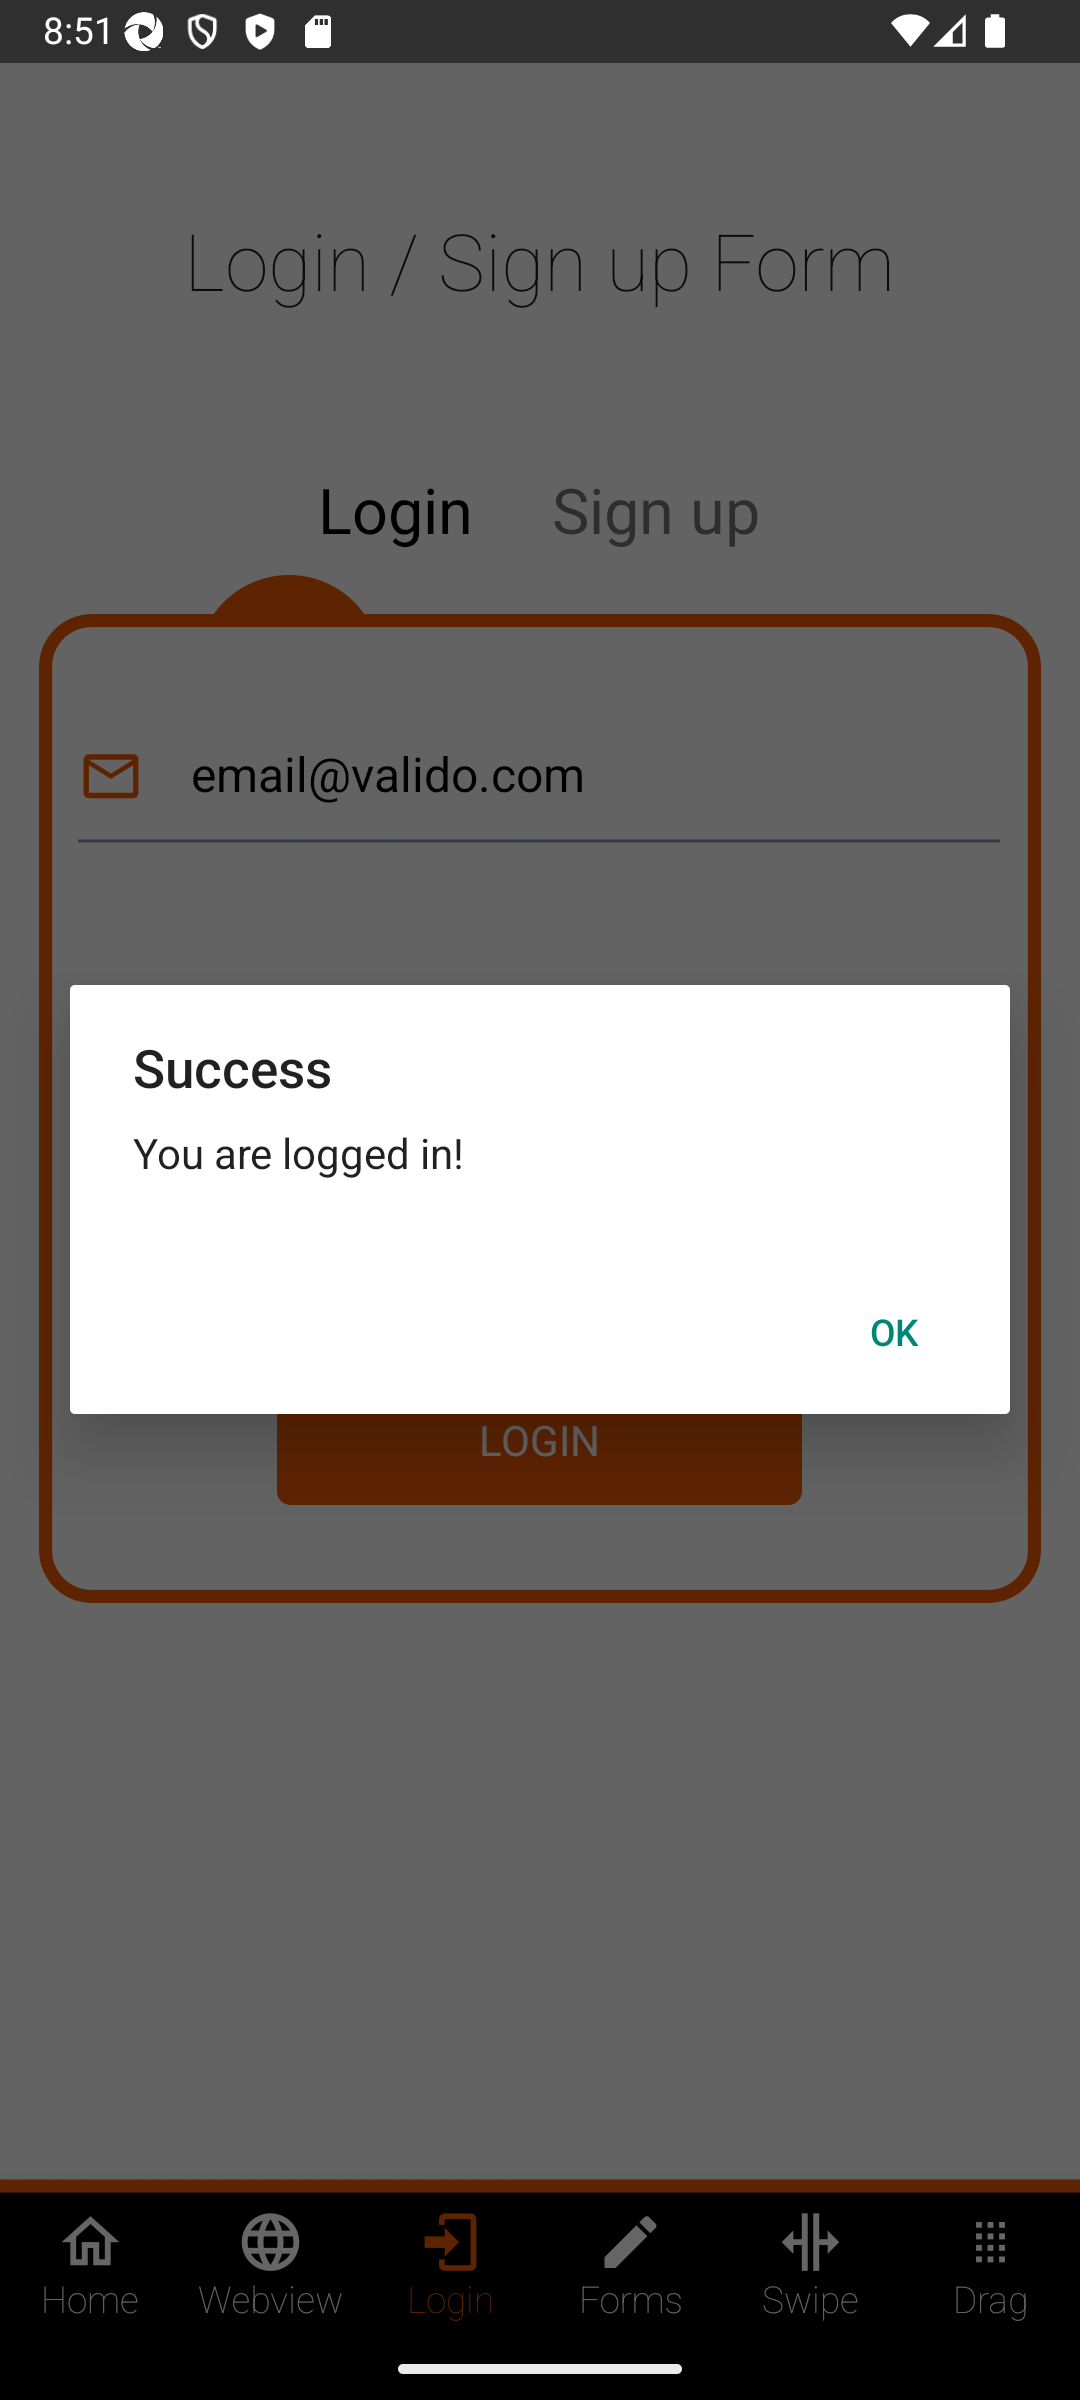 8:51
Login / Sign up Form
Login
Sign up
email@valido.com
Success
You are logged in!
OK
LOGIN
Home
Webview
Login
Forms
Swipe
Drag